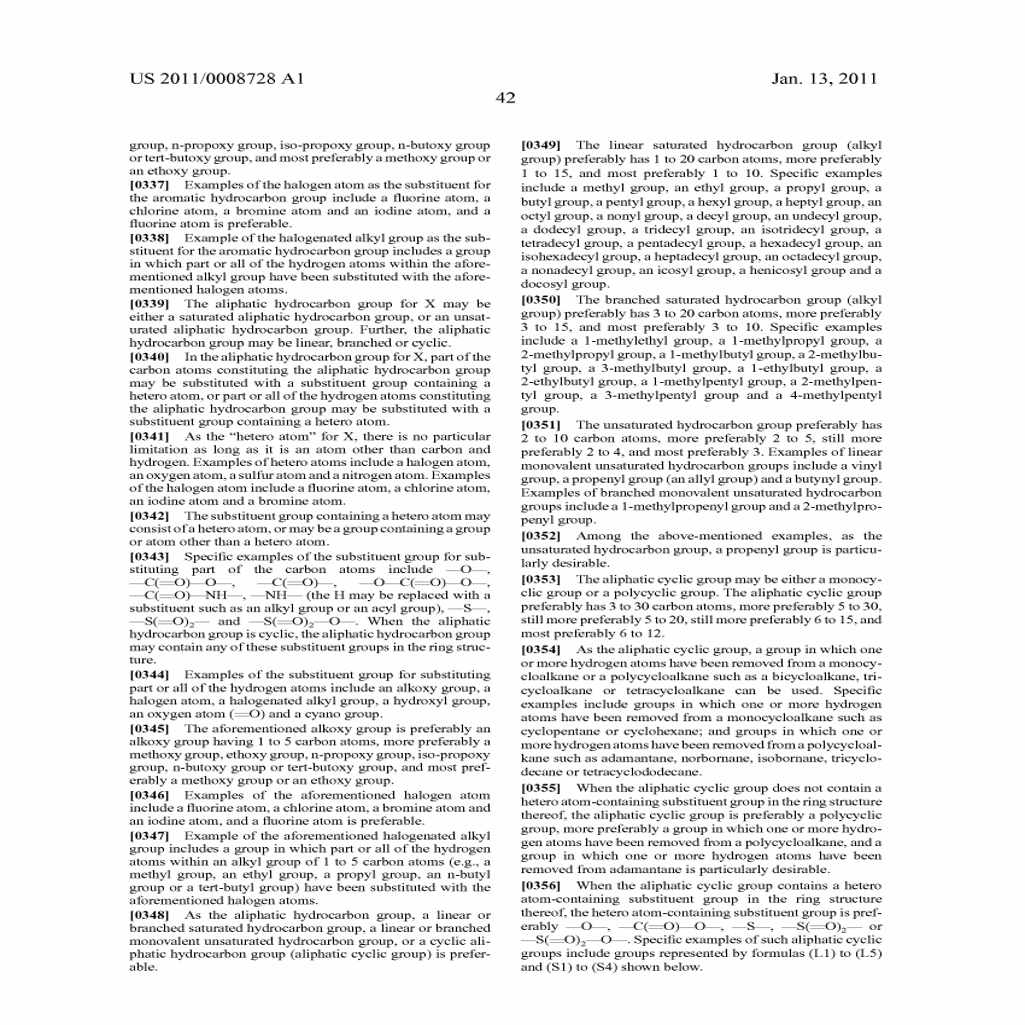 US 2011/0008728 A1
Jan. 13, 2011
42
group, n-propoxy group, iso-propoxy group, n-butoxy group
or tert-butoxy group, and most preferably a methoxy group or
an ethoxy group.
[0337] Examples of the halogen atom as the substituent for
the aromatic hydrocarbon group include a fluorine atom, a
chlorine atom, a bromine atom and an iodine atom, and a
fluorine atom is preferable.
[0338] Example of the halogenated alkyl group as the sub-
stituent for the aromatic hydrocarbon group includes a group
in which part or all of the hydrogen atoms within the afore-
mentioned alkyl group have been substituted with the afore-
mentioned halogen atoms.
[0339] The aliphatic hydrocarbon group for X may be
either a saturated aliphatic hydrocarbon group, or an unsat-
urated aliphatic hydrocarbon group. Further, the aliphatic
hydrocarbon group may be linear, branched or cyclic.
[0340] In the aliphatic hydrocarbon group for X, part of the
carbon atoms constituting the aliphatic hydrocarbon group
may be substituted with a substituent group containing a
hetero atom, or part or all of the hydrogen atoms constituting
the aliphatic hydrocarbon group may be substituted with a
substituent group containing a hetero atom.
[0341] As the “hetero atom” for X, there is no particular
limitation as long as it is an atom other than carbon and
hydrogen. Examples of hetero atoms include a halogen atom,
an oxygen atom, a sulfur atom and a nitrogen atom. Examples
of the halogen atom include a fluorine atom, a chlorine atom,
an iodine atom and a bromine atom.
[0342] The substituent group containing a hetero atom may
consist of a hetero atom, or may be a group containing a group
or atom other than a hetero atom.
[0343] Specific examples of the substituent group for sub-
stituting part of the carbon atoms include —O—,
—C(=O)—O—, —C(=O)—, —O—C(=O)—O—,
—C(=O)—NH—, —NH— (the H may be replaced with a
substituent such as an alkyl group or an acyl group), —S—,
—S(=O)2— and —S(=O)2—O—. When the aliphatic
hydrocarbon group is cyclic, the aliphatic hydrocarbon group
may contain any of these substituent groups in the ring struc-
ture.
[0344] Examples of the substituent group for substituting
part or all of the hydrogen atoms include an alkoxy group, a
halogen atom, a halogenated alkyl group, a hydroxyl group,
an oxygen atom (=O) and a cyano group.
[0345] The aforementioned alkoxy group is preferably an
alkoxy group having 1 to 5 carbon atoms, more preferably a
methoxy group, ethoxy group, n-propoxy group, iso-propoxy
group, n-butoxy group or tert-butoxy group, and most pref-
erably a methoxy group or an ethoxy group.
[0346] Examples of the aforementioned halogen atom
include a fluorine atom, a chlorine atom, a bromine atom and
an iodine atom, and a fluorine atom is preferable.
[0347] Example of the aforementioned halogenated alkyl
group includes a group in which part or all of the hydrogen
atoms within an alkyl group of 1 to 5 carbon atoms (e.g., a
methyl group, an ethyl group, a propyl group, an n-butyl
group or a tert-butyl group) have been substituted with the
aforementioned halogen atoms.
[0348] As the aliphatic hydrocarbon group, a linear or
branched saturated hydrocarbon group, a linear or branched
monovalent unsaturated hydrocarbon group, or a cyclic ali-
phatic hydrocarbon group (aliphatic cyclic group) is prefer-
able.
[0349] The linear saturated hydrocarbon group (alkyl
group) preferably has 1 to 20 carbon atoms, more preferably
1 to 15, and most preferably 1 to 10. Specific examples
include a methyl group, an ethyl group, a propyl group, a
butyl group, a pentyl group, a hexyl group, a heptyl group, an
octyl group, a nonyl group, a decyl group, an undecyl group,
a dodecyl group, a tridecyl group, an isotridecyl group, a
tetradecyl group, a pentadecyl group, a hexadecyl group, an
isohexadecyl group, a heptadecyl group, an octadecyl group,
a nonadecyl group, an icosyl group, a henicosyl group and a
docosyl group.
[0350] The branched saturated hydrocarbon group (alkyl
group) preferably has 3 to 20 carbon atoms, more preferably
3 to 15, and most preferably 3 to 10. Specific examples
include a 1-methylethyl group, a 1-methylpropyl group, a
2-methylpropyl group, a 1-methylbutyl group, a 2-methylbu-
tyl group, a 3-methylbutyl group, a 1-ethylbutyl group, a
2-ethylbutyl group, a 1-methylpentyl group, a 2-methylpen-
tyl group, a 3-methylpentyl group and a 4-methylpentyl
group.
[0351] The unsaturated hydrocarbon group preferably has
2 to 10 carbon atoms, more preferably 2 to 5, still more
preferably 2 to 4, and most preferably 3. Examples of linear
monovalent unsaturated hydrocarbon groups include a vinyl
group, a propenyl group (an allyl group) and a butynyl group.
Examples of branched monovalent unsaturated hydrocarbon
groups include a 1-methylpropenyl group and a 2-methylpro-
penyl group.
[0352] Among the above-mentioned examples, as the
unsaturated hydrocarbon group, a propenyl group is particu-
larly desirable.
[0353] The aliphatic cyclic group may be either a monocy-
clic group or a polycyclic group. The aliphatic cyclic group
preferably has 3 to 30 carbon atoms, more preferably 5 to 30,
still more preferably 5 to 20, still more preferably 6 to 15, and
most preferably 6 to 12.
[0354] As the aliphatic cyclic group, a group in which one
or more hydrogen atoms have been removed from a monocy-
cloalkane or a polycycloalkane such as a bicycloalkane, tri-
cycloalkane or tetracycloalkane can be used. Specific
examples include groups in which one or more hydrogen
atoms have been removed from a monocycloalkane such as
cyclopentane or cyclohexane; and groups in which one or
more hydrogen atoms have been removed from a polycycloal-
kane such as adamantane, norbornane, isobornane, tricyclo-
decane or tetracyclododecane.
[0355] When the aliphatic cyclic group does not contain a
hetero atom-containing substituent group in the ring structure
thereof, the aliphatic cyclic group is preferably a polycyclic
group, more preferably a group in which one or more hydro-
gen atoms have been removed from a polycycloalkane, and a
group in which one or more hydrogen atoms have been
removed from adamantane is particularly desirable.
[0356] When the aliphatic cyclic group contains a hetero
atom-containing substituent group in the ring structure
thereof, the hetero atom-containing substituent group is pref-
erably —O—, —C(=O)—O—, —S—, —S(=O)2— or
—S(=O)2—O—. Specific examples of such aliphatic cyclic
groups include groups represented by formulas (L1) to (L5)
and (S1) to (S4) shown below.